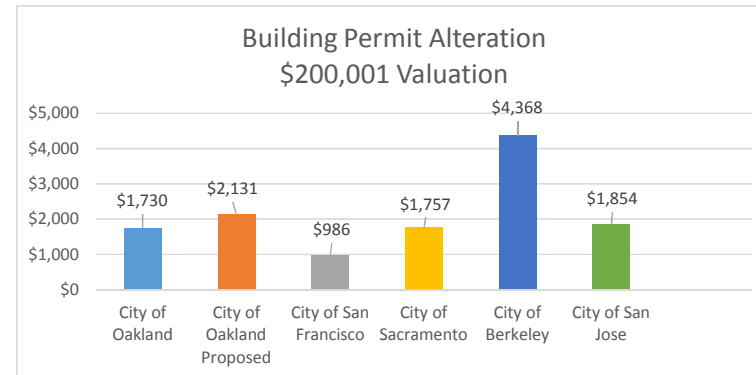 Building Permit Alteration
$200,001 Valuation
$5,000
$4,000
$3,000
$2,000
$1,000
$0
$1,730
$2,131
$986
$1,757
$4,368
$1,854
City of
Oakland
City of
Oakland
Proposed
City of San
Francisco
City of
Sacramento
City of
Berkeley
City of San
Jose